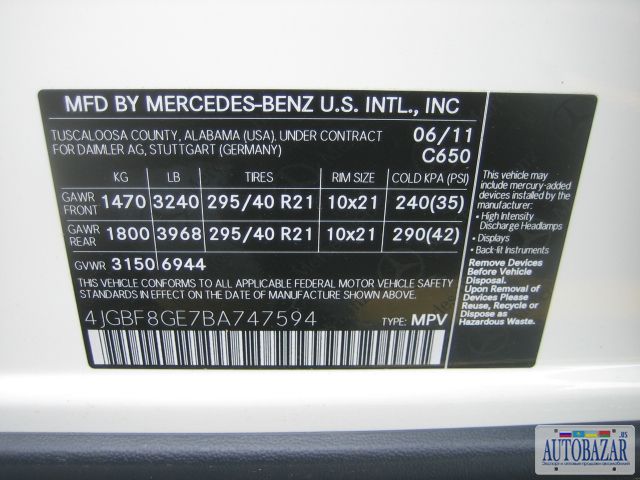 MFD BY MERCEDES-BENZ U.S. INTL., INC
TUSCALOOSA COUNTY, ALABAMA (USA), UNDER CONTRACT
FOR DAIMLER AG, STUTTGART (GERMANY)
06/11
C650
KG LB TIRES RIM SIZE COLD KPA (PSI)
GAWR FRONT 1470 3240 295/40 R21 10x21 240(35)
GAWR REAR 1800 3968 295/40 R21 10x21 290(42)
GVWR 3150 6944
THIS VEHICLE CONFORMS TO ALL APPLICABLE FEDERAL MOTOR VEHICLE SAFETY
STANDARDS IN EFFECT ON THE DATE OF MANUFACTURE SHOWN ABOVE.
4JGBF8GE7BA747594 TYPE: MPV
This vehicle may
include mercury-added
devices installed by the
manufacturer:
• High Intensity
Discharge Headlamps
• Displays
• Back-lit Instruments
Remove Devices
Before Vehicle
Disposal.
Upon Removal of
Devices Please
Reuse, Recycle or
Dispose as
Hazardous Waste.
AUTOBAZAR.us
Экспорт и оптовые продажи автомобилей